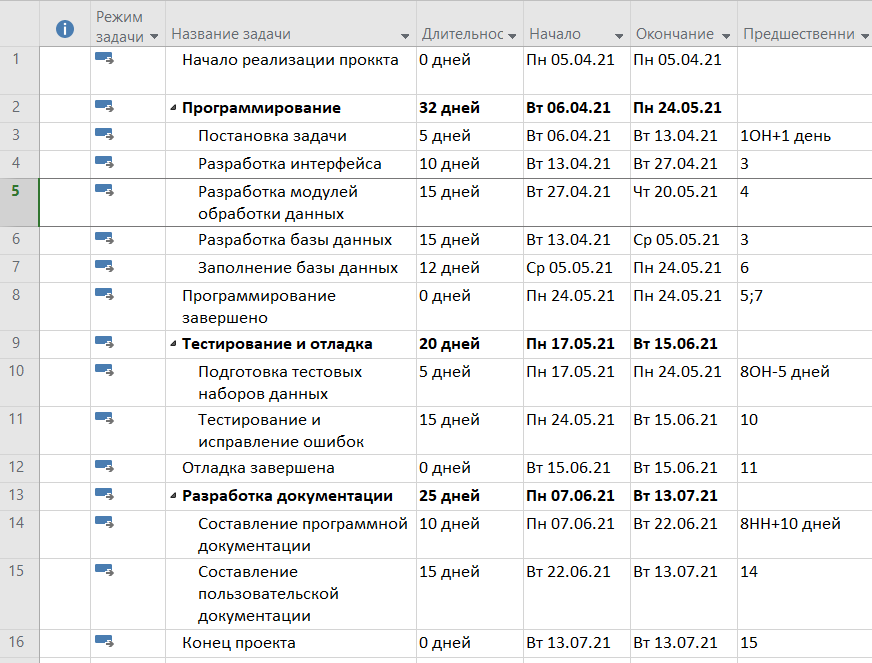 Режим задачи Название задачи Длительнос Начало Окончание Предшественни
1 Начало реализации проккта 0 дней Пн 05.04.21 Пн 05.04.21
2 Программирование 32 дней Вт 06.04.21 Пн 24.05.21
3 Постановка задачи 5 дней Вт 06.04.21 Вт 13.04.21 1ОН+1 день
4 Разработка интерфейса 10 дней Вт 13.04.21 Вт 27.04.21 3
5 Разработка модулей обработки данных 15 дней Вт 27.04.21 Чт 20.05.21 4
6 Разработка базы данных 15 дней Вт 13.04.21 Ср 05.05.21 3
7 Заполнение базы данных 12 дней Ср 05.05.21 Пн 24.05.21 6
8 Программирование завершено 0 дней Пн 24.05.21 Пн 24.05.21 5;7
9 Тестирование и отладка 20 дней Пн 17.05.21 Вт 15.06.21
10 Подготовка тестовых наборов данных 5 дней Пн 17.05.21 Пн 24.05.21 8ОН-5 дней
11 Тестирование и исправление ошибок 15 дней Пн 24.05.21 Вт 15.06.21 10
12 Отладка завершена 0 дней Вт 15.06.21 Вт 15.06.21 11
13 Разработка документации 25 дней Пн 07.06.21 Вт 13.07.21
14 Составление программной документации 10 дней Пн 07.06.21 Вт 22.06.21 8НН+10 дней
15 Составление пользовательской документации 15 дней Вт 22.06.21 Вт 13.07.21 14
16 Конец проекта 0 дней Вт 13.07.21 Вт 13.07.21 15